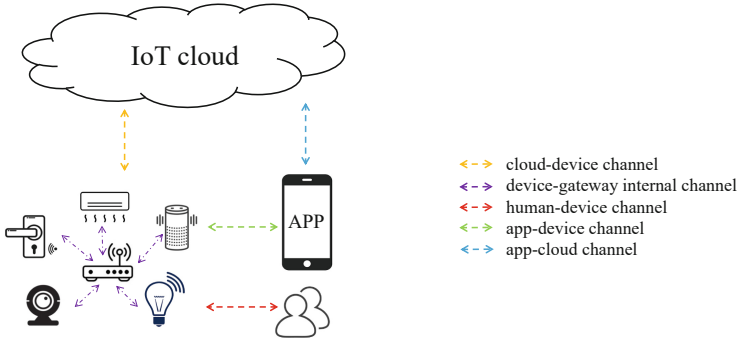 IoT cloud
APP
cloud-device channel
device-gateway internal channel
human-device channel
app-device channel
app-cloud channel